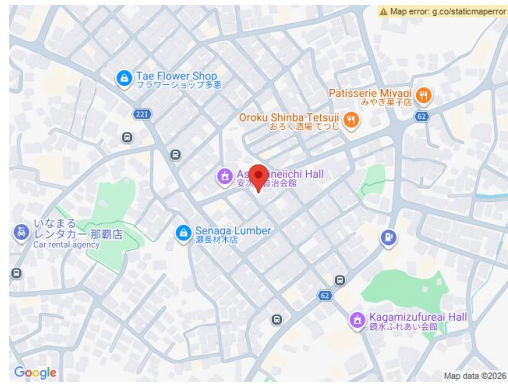 Map error: g.co/staticmaperror
Tae Flower Shop
フラワーショップ多恵
221
Patisserie Miyagi
みやぎ菓子店
Oroku Shinba Tetsuji
おろく酒場 てつじ
62
ineiichi Hall
自治会館
いなまる
レンタカー 那覇店
Car rental agency
Senaga Lumber
瀬長材木店
62
Kagamizufureai Hall
鏡水ふれあい会館
Google
Map data ©2026